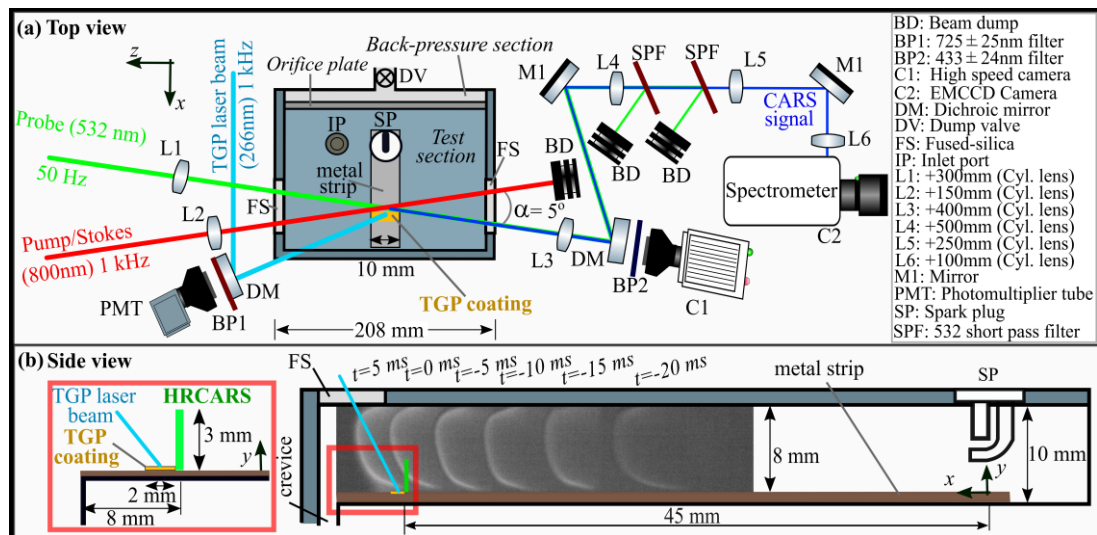 (a) Top view
z
x
TGP laser beam
(266nm) 1 kHz
Orifice plate
Back-pressure section
DV
IP
SP
Test
section
metal
strip
FS
FS
BD
Probe (532 nm)
50 Hz
L1
L2
Pump/Stokes
(800nm) 1 kHz
PMT
BP1
DM
10 mm
TGP coating
208 mm
α= 5º
L3
DM
BP2
C1
M1
L4
SPF
SPF
L5
M1
BD
BD
CARS
signal
L6
Spectrometer
C2
BD: Beam dump
BP1: 725 ± 25nm filter
BP2: 433 ± 24nm filter
C1: High speed camera
C2: EMCCD Camera
DM: Dichroic mirror
DV: Dump valve
FS: Fused-silica
IP: Inlet port
L1: +300mm (Cyl. lens)
L2: +150mm (Cyl. lens)
L3: +400mm (Cyl. lens)
L4: +500mm (Cyl. lens)
L5: +250mm (Cyl. lens)
L6: +100mm (Cyl. lens)
M1: Mirror
PMT: Photomultiplier tube
SP: Spark plug
SPF: 532 short pass filter
(b) Side view
TGP laser
beam
HRCARS
TGP
coating
3 mm
y
2 mm
8 mm
FS
crevice
t=5 ms
t=0 ms
t=-5 ms
t=-10 ms
t=-15 ms
t=-20 ms
metal strip
SP
8 mm
10 mm
x
y
45 mm